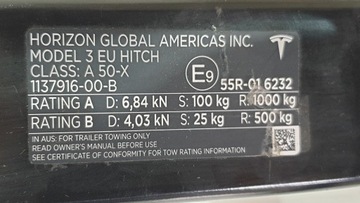 HORIZON GLOBAL AMERICAS INC.
MODEL 3 EU HITCH
CLASS: A 50-X
1137916-00-B
E9
55R-01 6232
RATING A D: 6,84 kN S: 100 kg R: 1000 kg
RATING B D: 4,03 kN S: 25 kg R: 500 kg
IN AUS: FOR TRAILER TOWING ONLY
READ OWNER'S MANUAL BEFORE USING
SEE CERTIFICATE OF CONFORMITY FOR TOW RATING INFORMATION